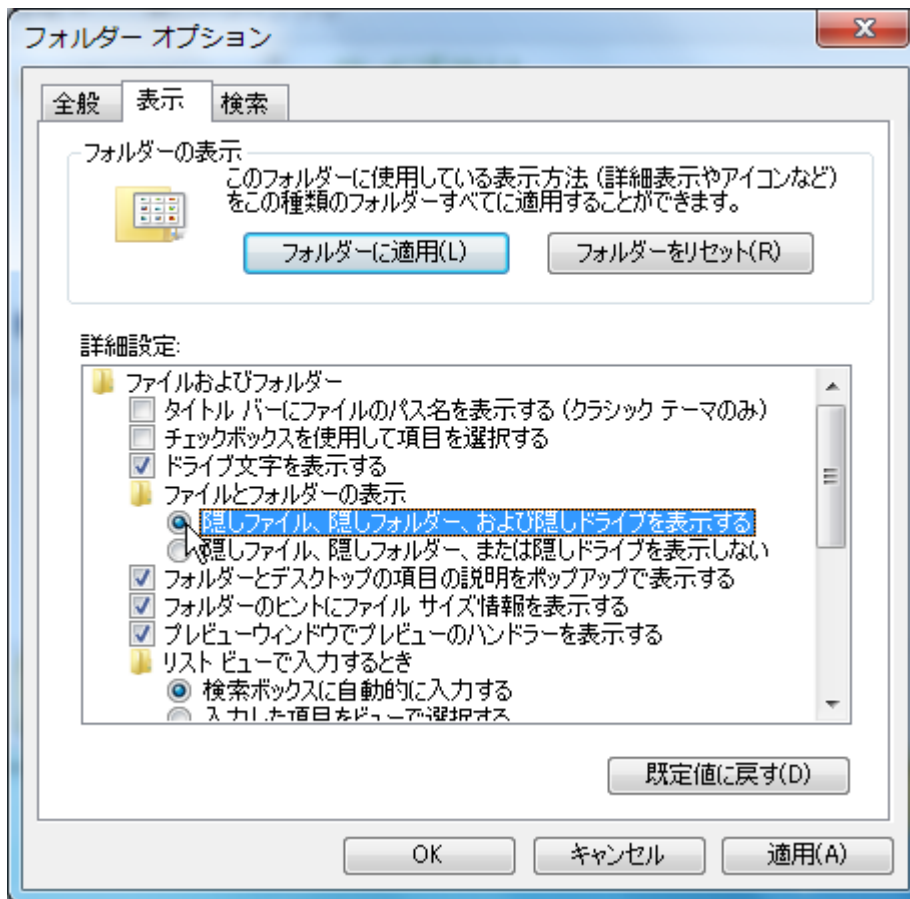 フォルダー オプション
全般
表示
検索
フォルダーの表示
このフォルダーに使用している表示方法 (詳細表示やアイコンなど)
をこの種類のフォルダーすべてに適用することができます。
フォルダーに適用(L)
フォルダーをリセット(R)
詳細設定:
ファイルおよびフォルダー
タイトル バーにファイルのパス名を表示する (クラシック テーマのみ)
チェックボックスを使用して項目を選択する
ドライブ文字を表示する
ファイルとフォルダーの表示
隠しファイル、隠しフォルダー、および隠しドライブを表示する
隠しファイル、隠しフォルダー、または隠しドライブを表示しない
フォルダーとデスクトップの項目の説明をポップアップで表示する
フォルダーのヒントにファイル サイズ情報を表示する
プレビューウィンドウでプレビューのハンドラーを表示する
リスト ビューで入力するとき
検索ボックスに自動的に入力する
入力した項目をビューで選択する
既定値に戻す(D)
OK
キャンセル
適用(A)